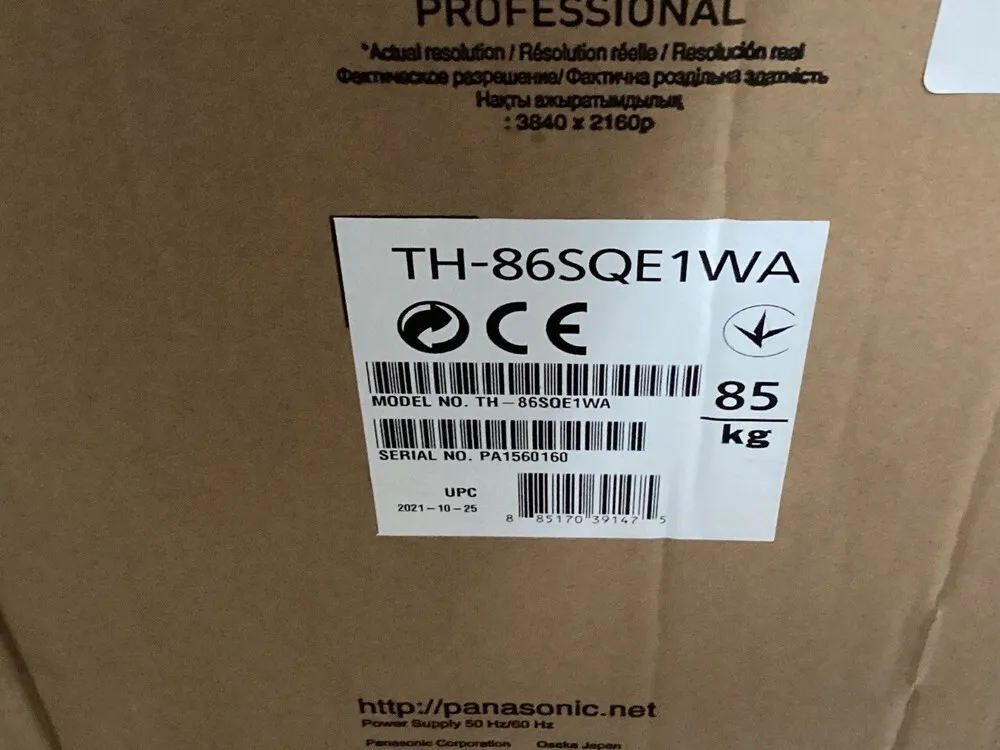 PROFESSIONAL
*Actual resolution / Résolution réelle / Resolución real
Фактическое разрешение/ Фактична роздільна здатність
Нақты ажыратымдылық
: 3840 x 2160p
TH-86SQE1WA
CE
MODEL NO. TH-86SQE1WA
85
kg
SERIAL NO. PA1560160
UPC
2021-10-25
8 85170 39147 5
http://panasonic.net
Power Supply 50 Hz/60 Hz
Panasonic Corporation Osaka Japan